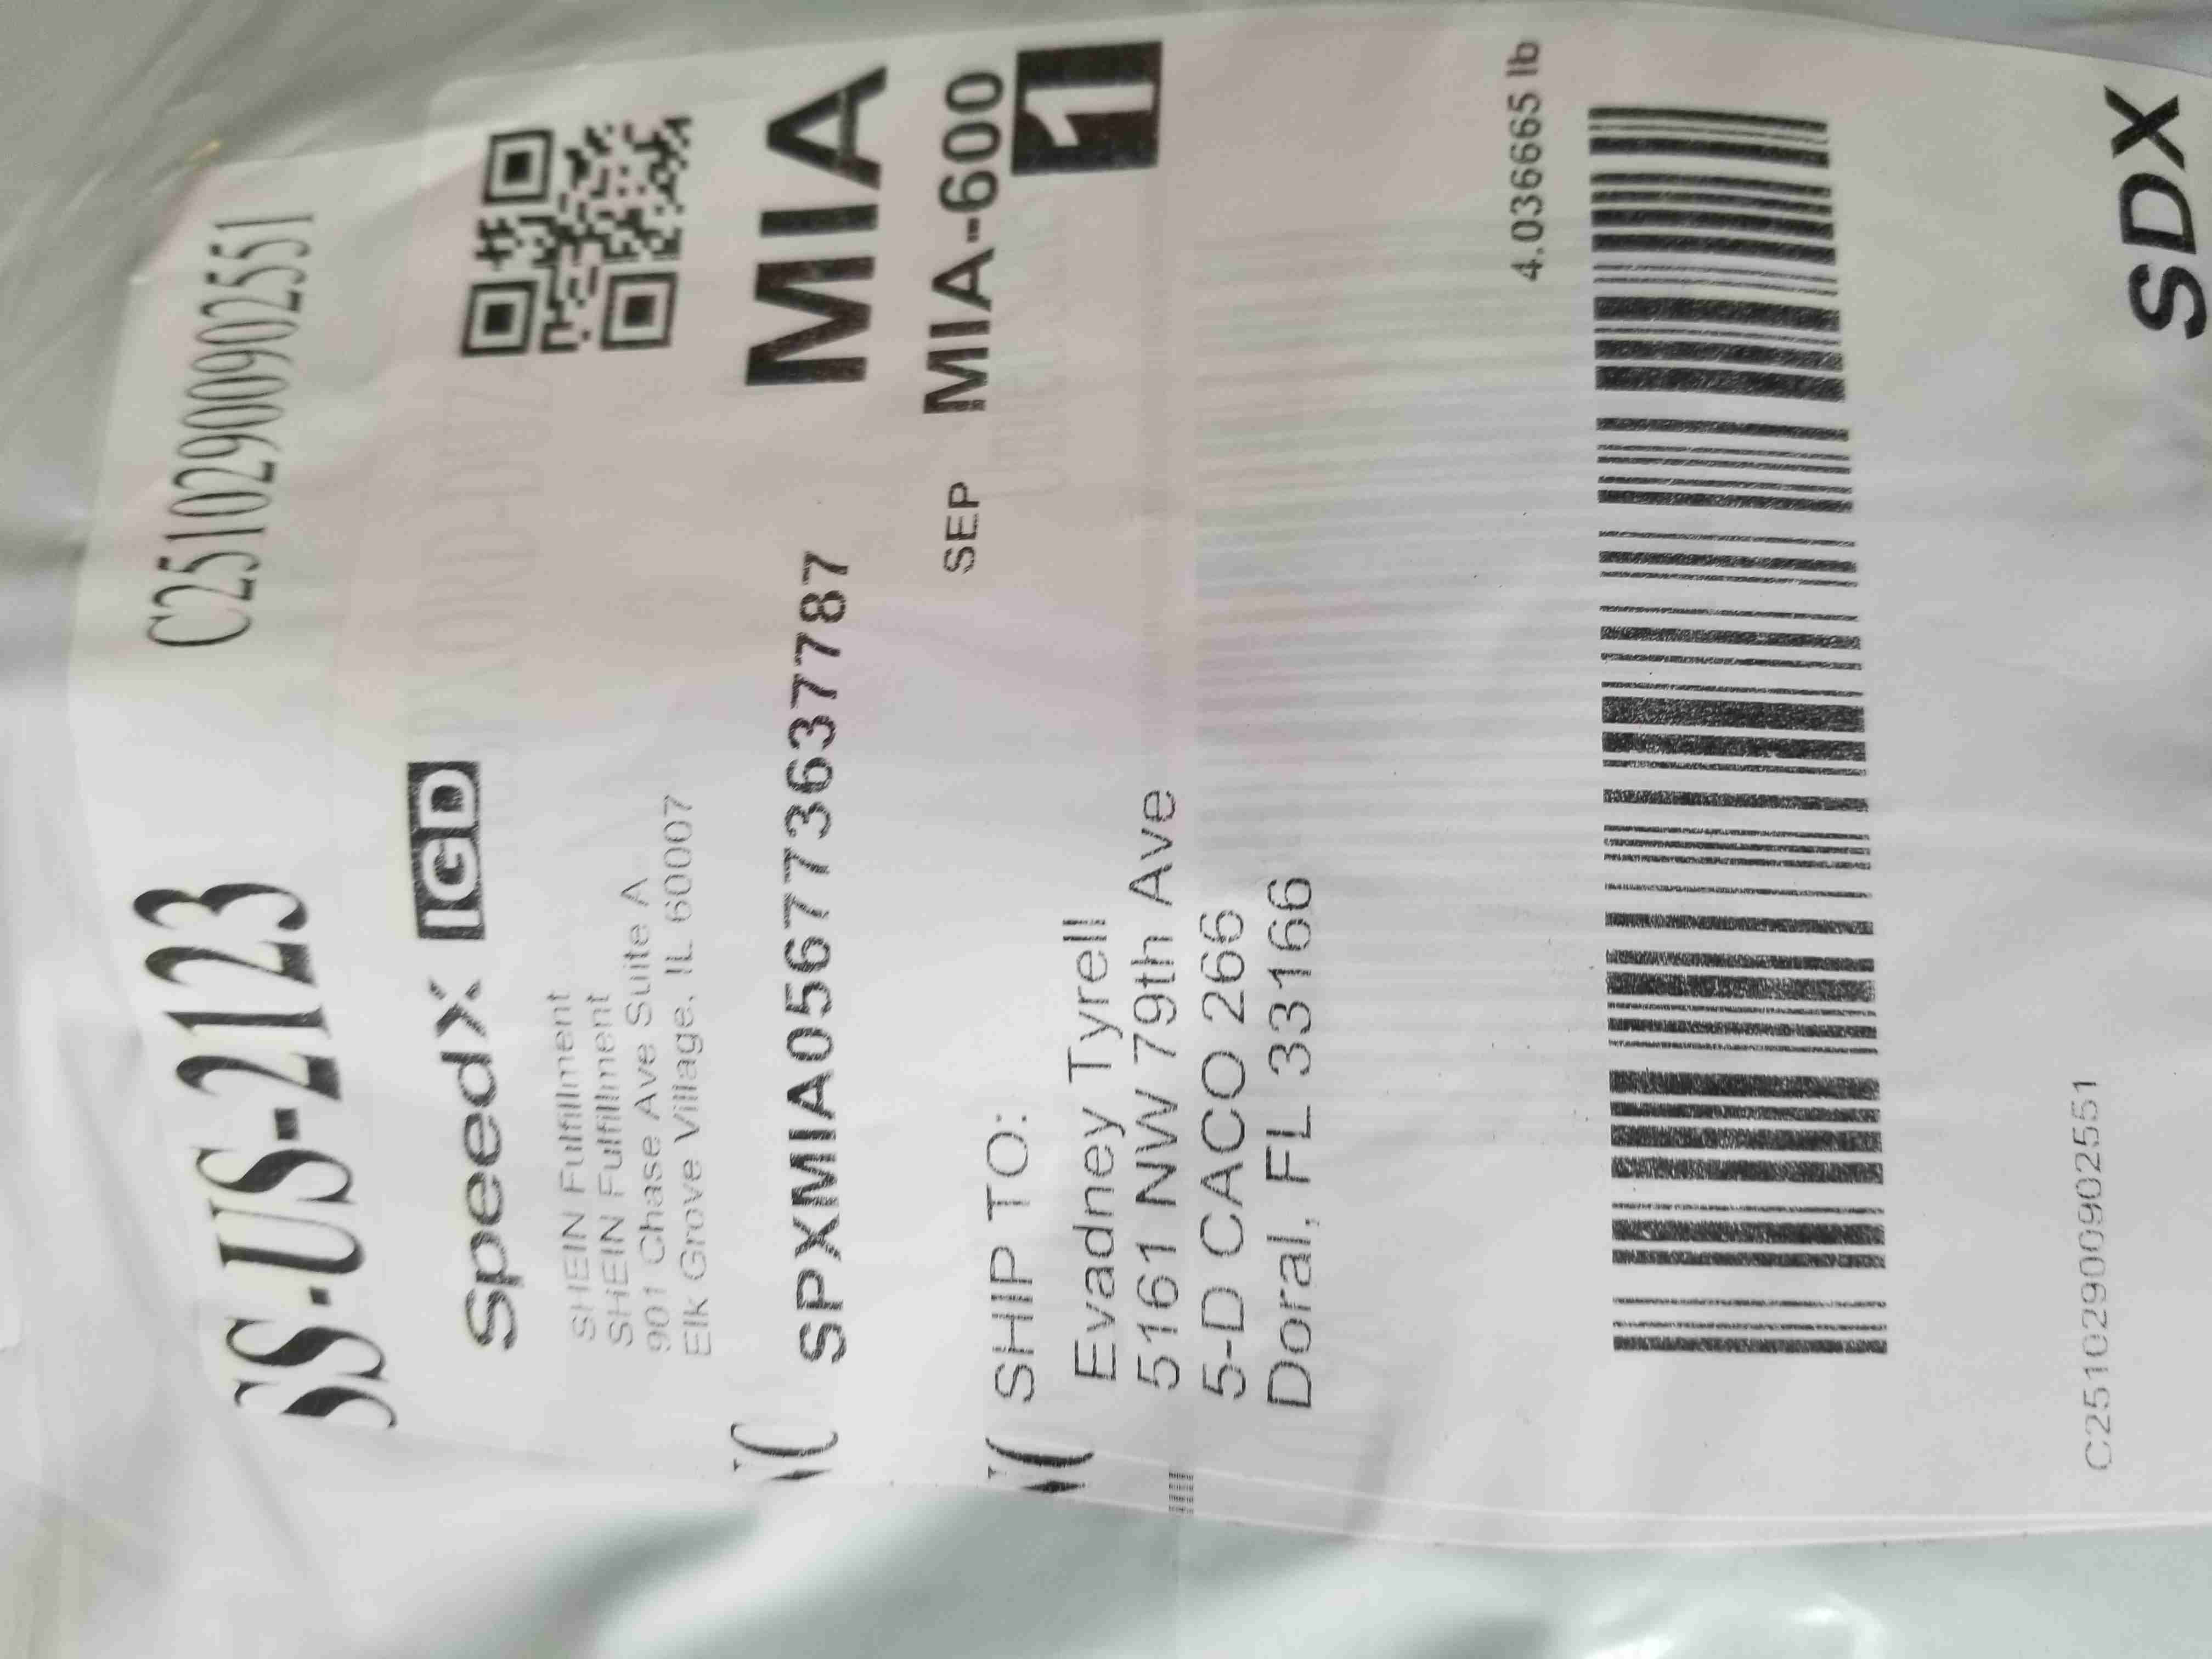 SS-US-2123 C25102900902551
SpeedX IGD
SHEIN Fulfillment
SHEIN Fulfillment
901 Chase Ave Suite A
Elk Grove Village, IL 60007
SPXMIA056773637787
MIA
SEP MIA-600
1
SHIP TO:
Evadney Tyrell
5161 NW 79th Ave
5-D CACO 266
Doral, FL 33166
4.036665 lb
C25102900902551
SDX